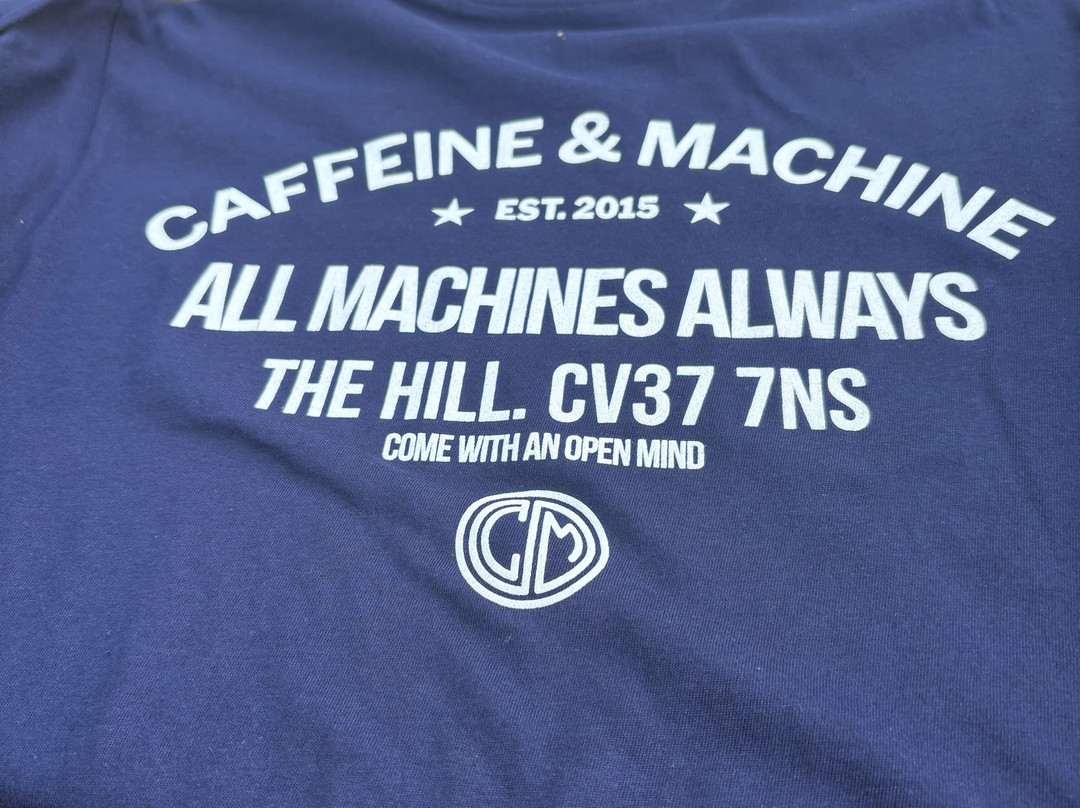 CAFFEINE & MACHINE
EST. 2015
ALL MACHINES ALWAYS
THE HILL. CV37 7NS
COME WITH AN OPEN MIND
CM